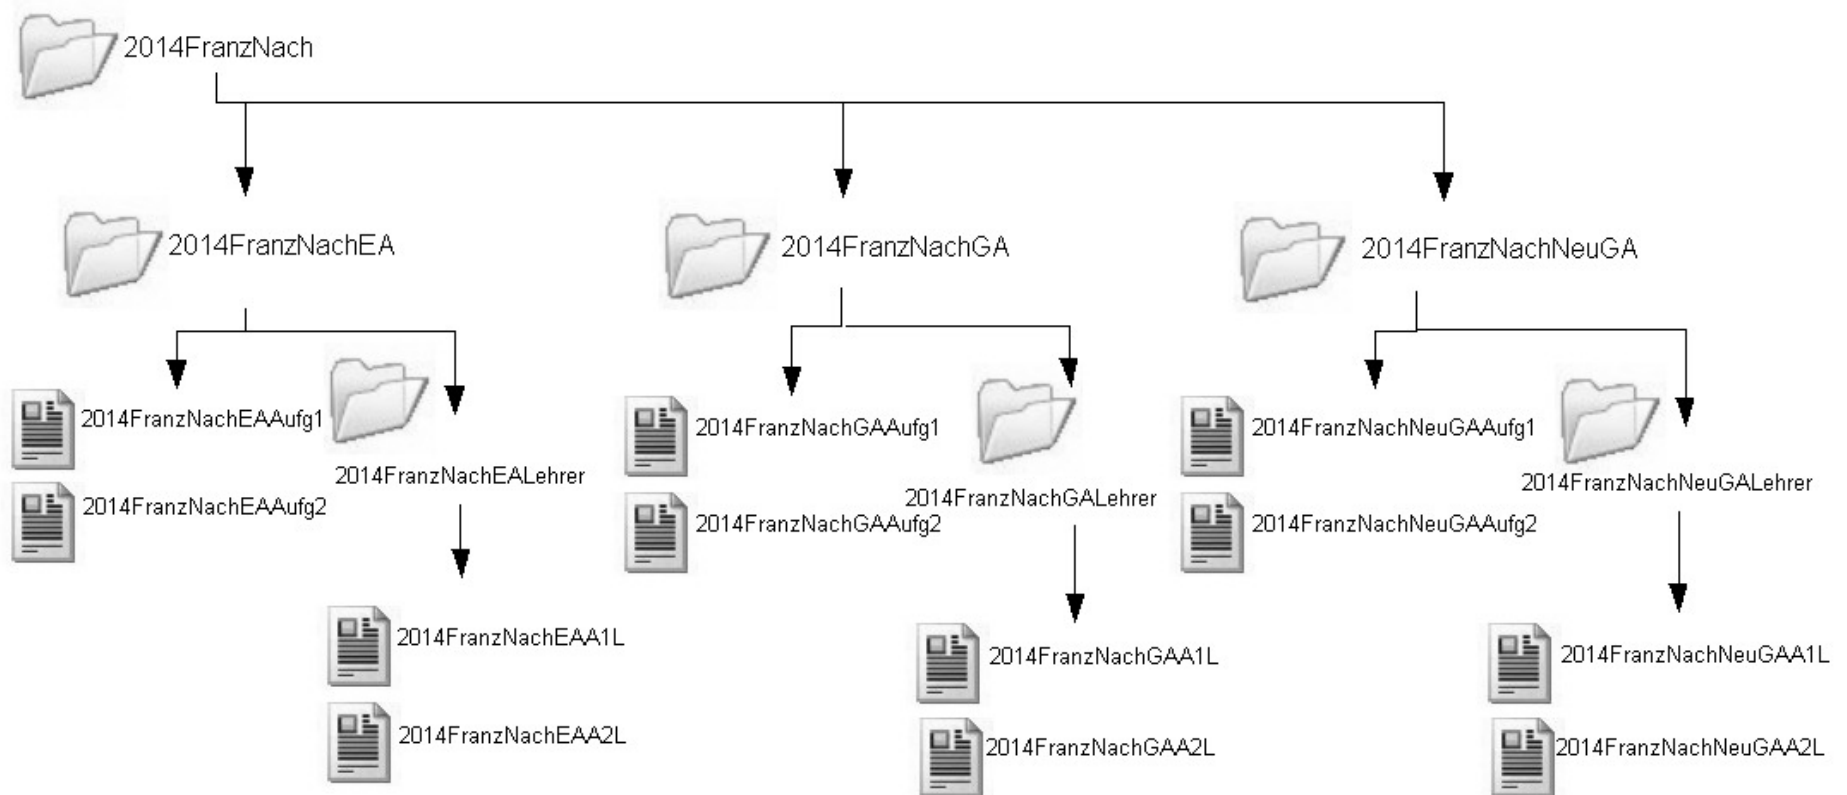 2014FranzNach
2014FranzNachEA
2014FranzNachGA
2014FranzNachNeuGA
2014FranzNachEAAufg1
2014FranzNachEAAufg2
2014FranzNachEALehrer
2014FranzNachGAAufg1
2014FranzNachGAAufg2
2014FranzNachGALehrer
2014FranzNachNeuGAAufg1
2014FranzNachNeuGAAufg2
2014FranzNachNeuGALehrer
2014FranzNachEAA1L
2014FranzNachEAA2L
2014FranzNachGAA1L
2014FranzNachGAA2L
2014FranzNachNeuGAA1L
2014FranzNachNeuGAA2L